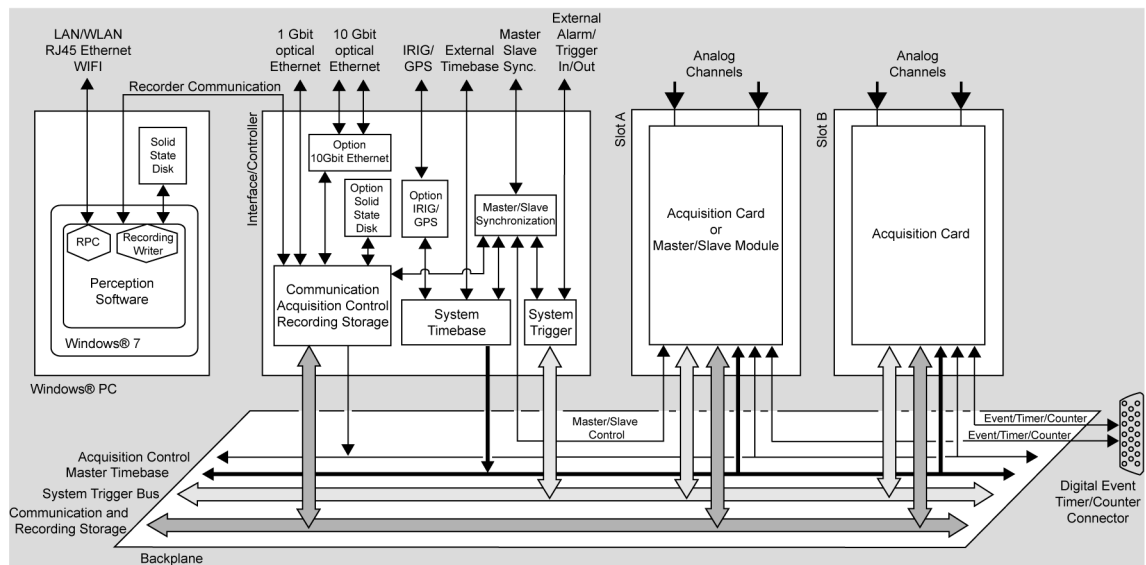 LAN/WLAN
RJ45 Ethernet
WIFI
1 Gbit
optical
Ethernet
10 Gbit
optical
Ethernet
IRIG/
GPS
External
Timebase
Master
Slave
Sync.
External
Alarm/
Trigger
In/Out
Analog
Channels
Analog
Channels
Recorder Communication
Solid
State
Disk
RPC
Recording
Writer
Perception
Software
Windows® 7
Windows® PC
Interface/Controller
Option
10Gbit Ethernet
Option
Solid
State
Disk
Option
IRIG/
GPS
Master/Slave
Synchronization
Communication
Acquisition Control
Recording Storage
System
Timebase
System
Trigger
Slot A
Acquisition Card
or
Master/Slave Module
Slot B
Acquisition Card
Master/Slave
Control
Event/Timer/Counter
Event/Timer/Counter
Acquisition Control
Master Timebase
System Trigger Bus
Communication and
Recording Storage
Backplane
Digital Event
Timer/Counter
Connector